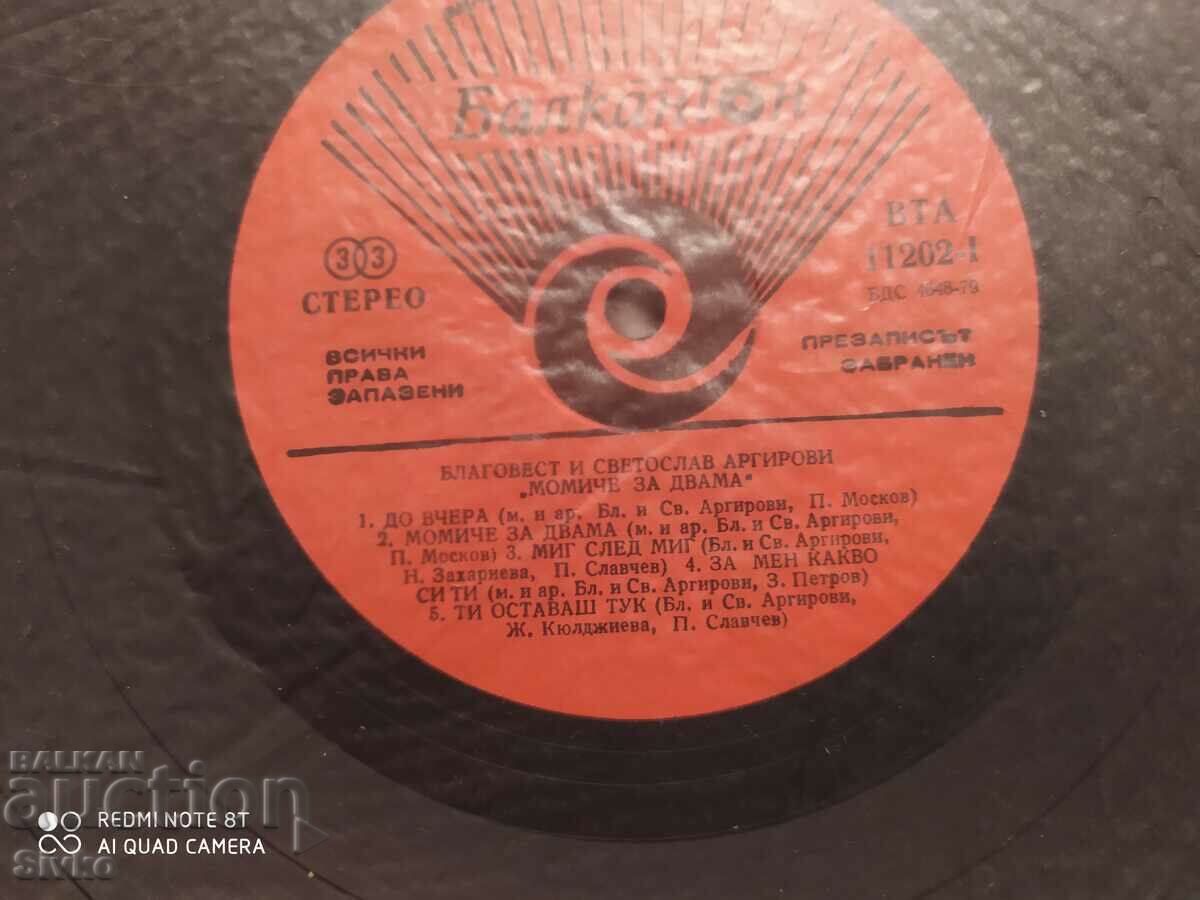 Балкантон
33
СТЕРЕО
ВСИЧКИ
ПРАВА
ЗАПАЗЕНИ
ВТА
11202-1
БДС 4648-79
ПРЕЗАПИСЪТ
ЗАБРАНЕН
БЛАГОВЕСТ И СВЕТОСЛАВ АРГИРОВИ
„МОМИЧЕ ЗА ДВАМА"
1. ДО ВЧЕРА (м. и ар. Бл. и Св. Аргирови, П. Москов)
2. МОМИЧЕ ЗА ДВАМА (м. и ар. Бл. и Св. Аргирови,
П. Москов) 3. МИГ СЛЕД МИГ (Бл. и Св. Аргирови,
Н. Захариева, П. Славчев) 4. ЗА МЕН КАКВО
СИ ТИ (м. и ар. Бл. и Св. Аргирови, З. Петров)
5. ТИ ОСТАВАШ ТУК (Бл. и Св. Аргирови,
Ж. Кюлджиева, П. Славчев)
BALKAN
auction
REDMI NOTE 8T
AI QUAD CAMERA
Sivko